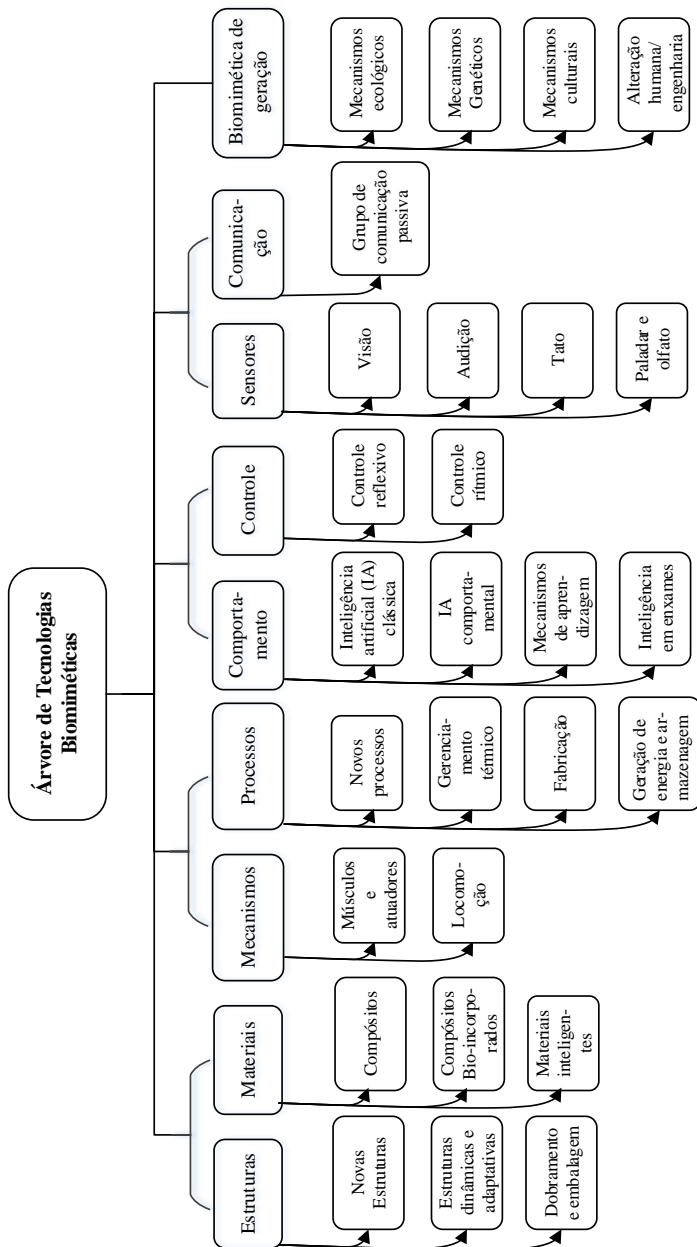 Árvore de Tecnologias
Biomiméticas
Estruturas
Novas
Estruturas
Estruturas
dinâmicas e
adaptativas
Dobramento
e embalagem
Materiais
Compósitos
Compósitos
Bio-incorpo-
rados
Materiais
inteligen-
tes
Mecanismos
Músculos
e
atuadores
Locomo-
ção
Processos
Novos
processos
Gerencia-
mento
térmico
Fabricação
Geração de
energia e ar-
mazenagem
Comporta-
mento
Inteligência
artificial (IA)
clássica
IA
comporta-
mental
Mecanismos
de apren-
dizagem
Inteligência
em enxames
Controle
Controle
reflexivo
Controle
rítmico
Sensores
Visão
Audição
Tato
Paladar e
olfato
Comunica-
ção
Grupo de
comunicação
passiva
Biomimética de
geração
Mecanismos
ecológicos
Mecanismos
Genéticos
Mecanismos
culturais
Alteração
humana/
engenharia